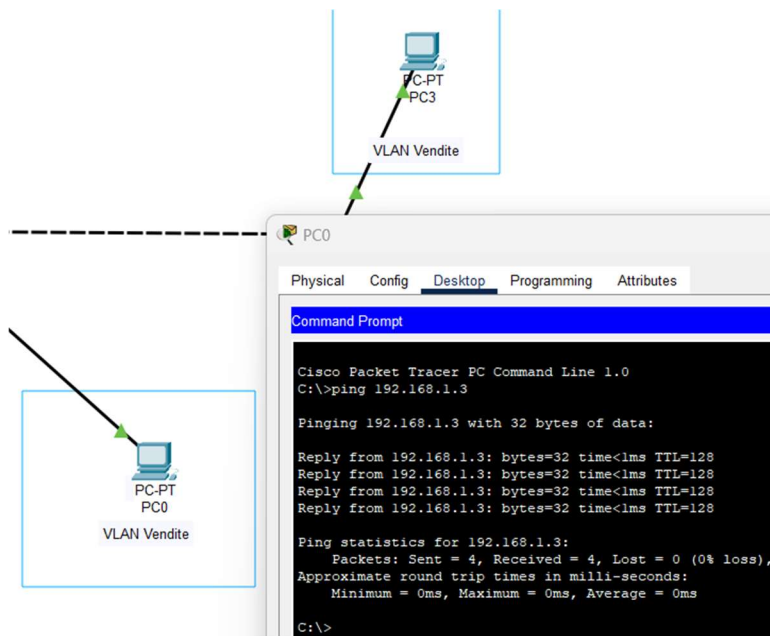 PC-PT
PC3
VLAN Vendite
PC0
Physical Config Desktop Programming Attributes
Command Prompt
Cisco Packet Tracer PC Command Line 1.0
C:\>ping 192.168.1.3
Pinging 192.168.1.3 with 32 bytes of data:
Reply from 192.168.1.3: bytes=32 time<1ms TTL=128
Reply from 192.168.1.3: bytes=32 time<1ms TTL=128
Reply from 192.168.1.3: bytes=32 time<1ms TTL=128
Reply from 192.168.1.3: bytes=32 time<1ms TTL=128
Ping statistics for 192.168.1.3:
Packets: Sent = 4, Received = 4, Lost = 0 (0% loss),
Approximate round trip times in milli-seconds:
Minimum = 0ms, Maximum = 0ms, Average = 0ms
C:\>
PC-PT
PC0
VLAN Vendite